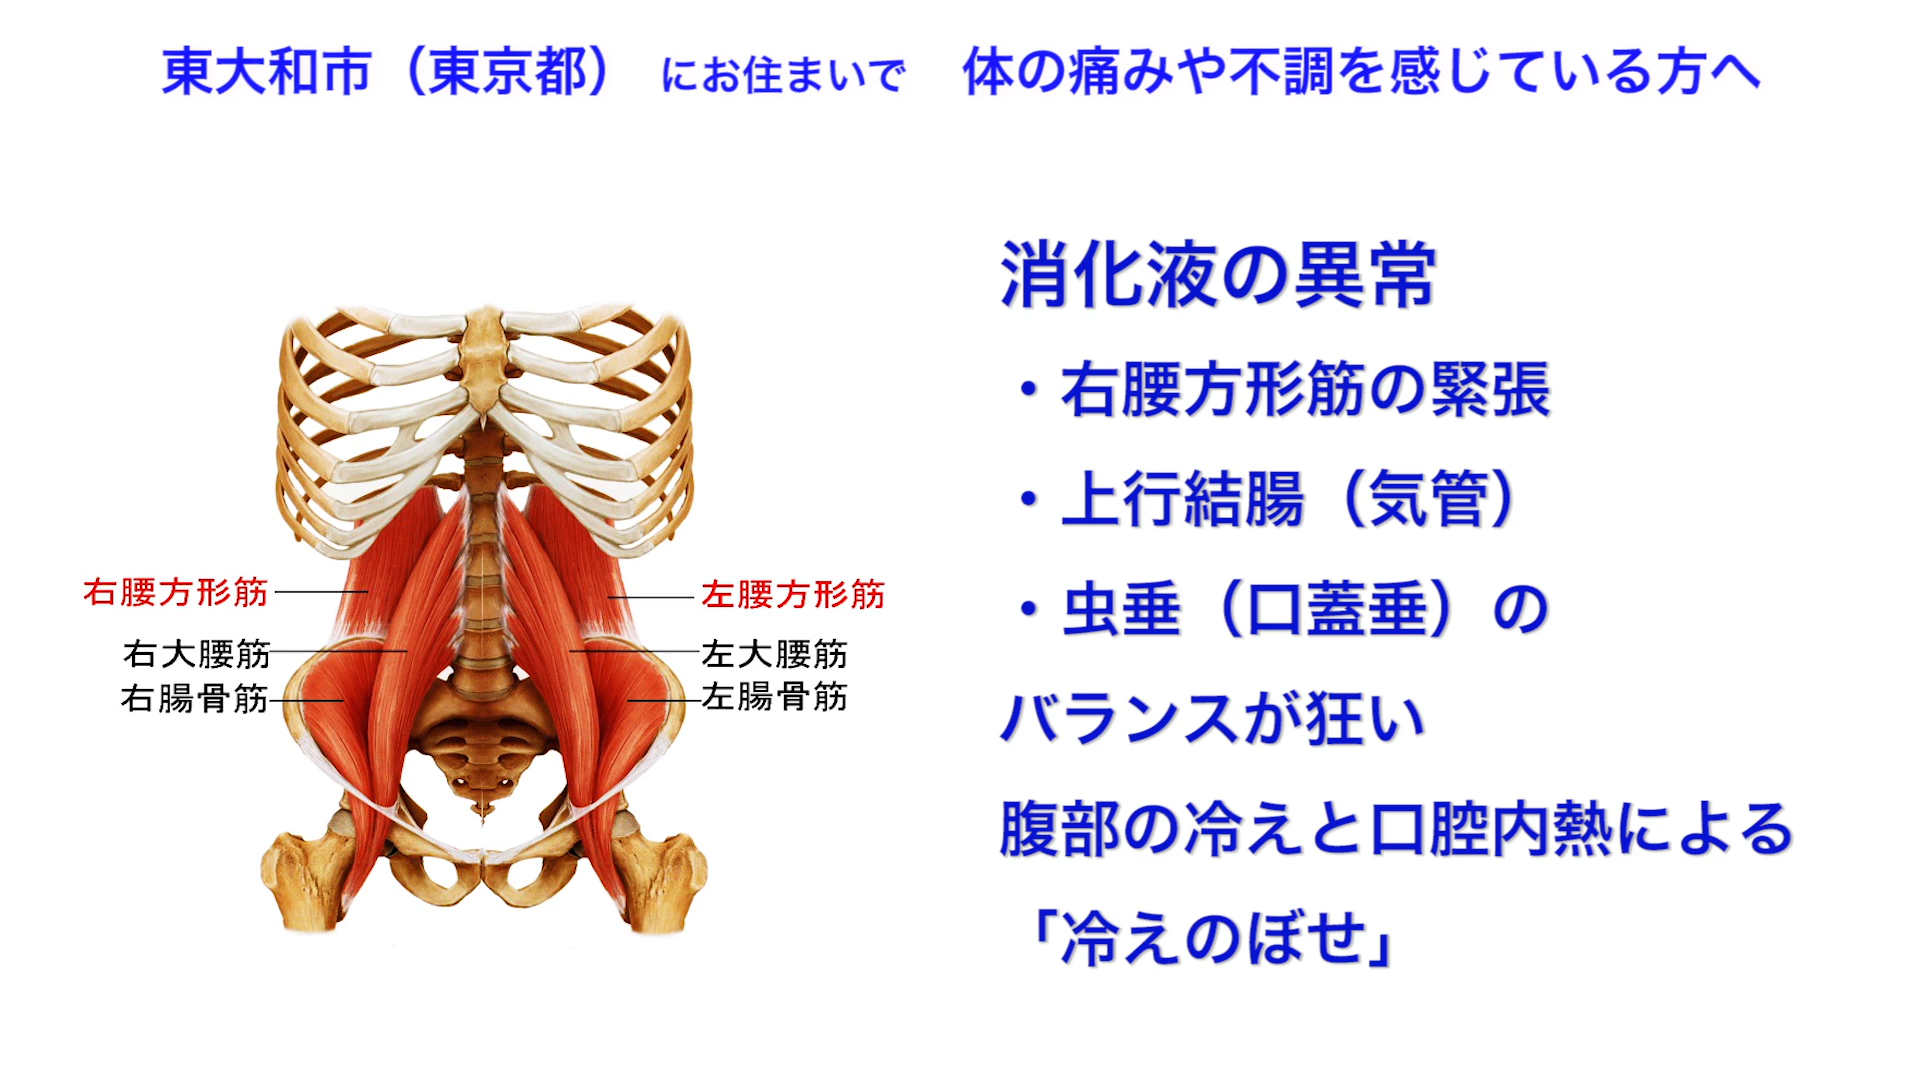 東大和市（東京都） にお住まいで 体の痛みや不調を感じている方へ
消化液の異常
・右腰方形筋の緊張
・上行結腸（気管）
・虫垂（口蓋垂）の
バランスが狂い
腹部の冷えと口腔内熱による
「冷えのぼせ」
右腰方形筋
右大腰筋
右腸骨筋
左腰方形筋
左大腰筋
左腸骨筋